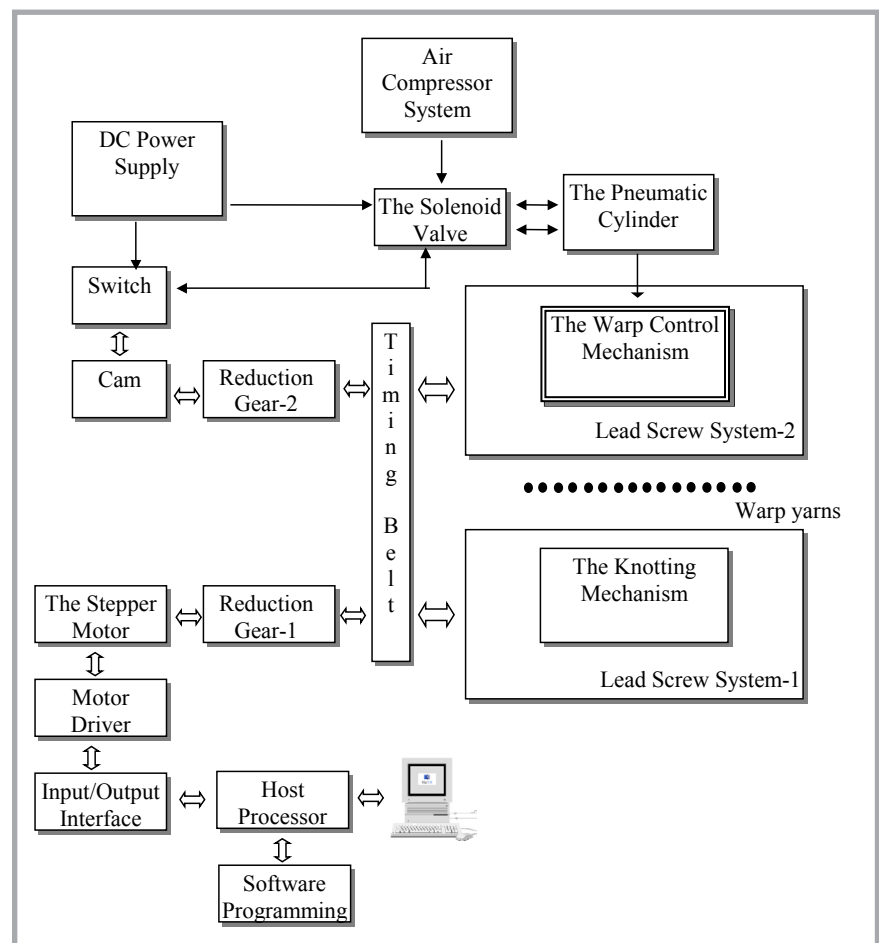 Air
Compressor
System
DC Power
Supply
The Solenoid
Valve
The Pneumatic
Cylinder
Switch
The Warp Control
Mechanism
Cam
Reduction
Gear-2
Timing Belt
Lead Screw System-2
Warp yarns
The Knotting
Mechanism
The Stepper
Motor
Reduction
Gear-1
Lead Screw System-1
Motor
Driver
Input/Output
Interface
Host
Processor
Software
Programming